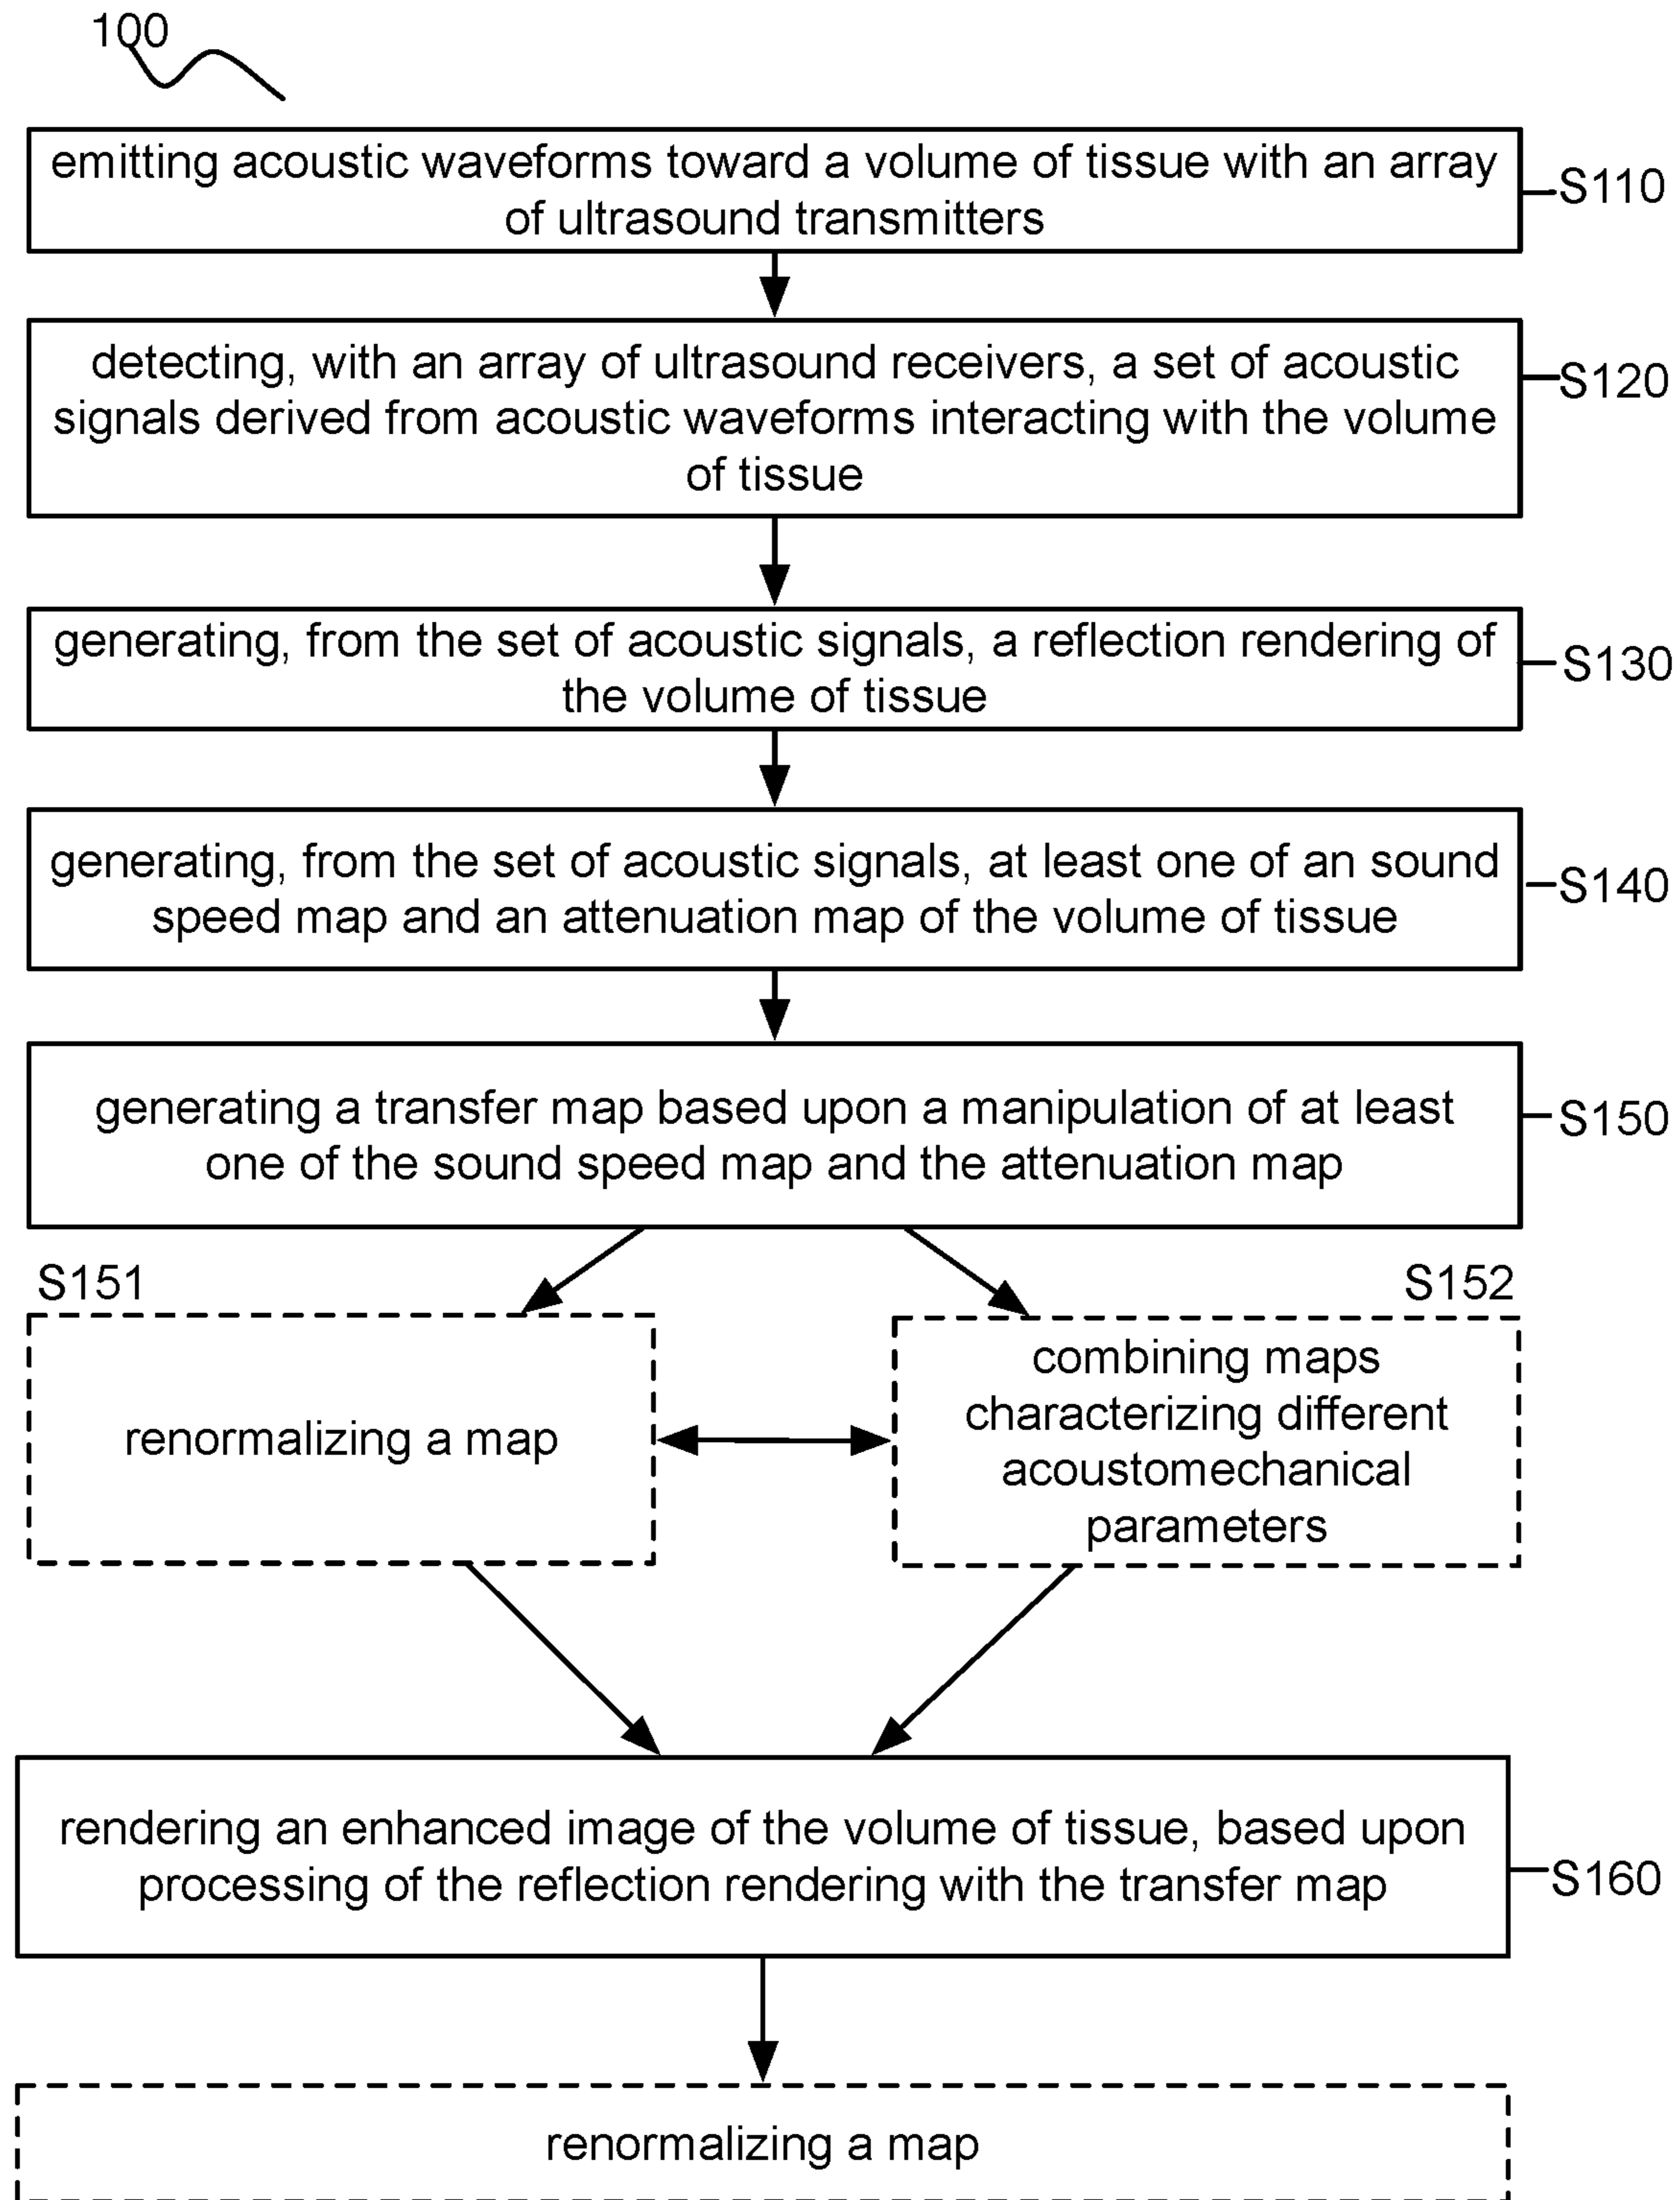 100
emitting acoustic waveforms toward a volume of tissue with an array
of ultrasound transmitters
S110
detecting, with an array of ultrasound receivers, a set of acoustic
signals derived from acoustic waveforms interacting with the volume
of tissue
S120
generating, from the set of acoustic signals, a reflection rendering of
the volume of tissue
S130
generating, from the set of acoustic signals, at least one of an sound
speed map and an attenuation map of the volume of tissue
S140
generating a transfer map based upon a manipulation of at least
one of the sound speed map and the attenuation map
S150
S151
renormalizing a map
S152
combining maps
characterizing different
acoustomechanical
parameters
rendering an enhanced image of the volume of tissue, based upon
processing of the reflection rendering with the transfer map
S160
renormalizing a map